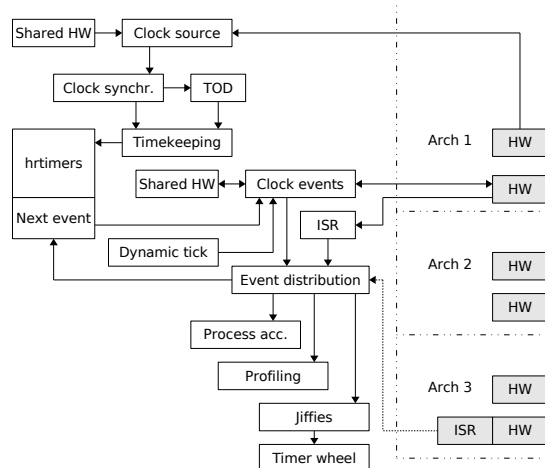 Shared HW
Clock source
Clock synchr.
TOD
Timekeeping
Arch 1
HW
hrtimers
Shared HW
Clock events
HW
Next event
ISR
Dynamic tick
Arch 2
HW
Event distribution
HW
Process acc.
Profiling
Arch 3
HW
Jiffies
ISR
HW
Timer wheel